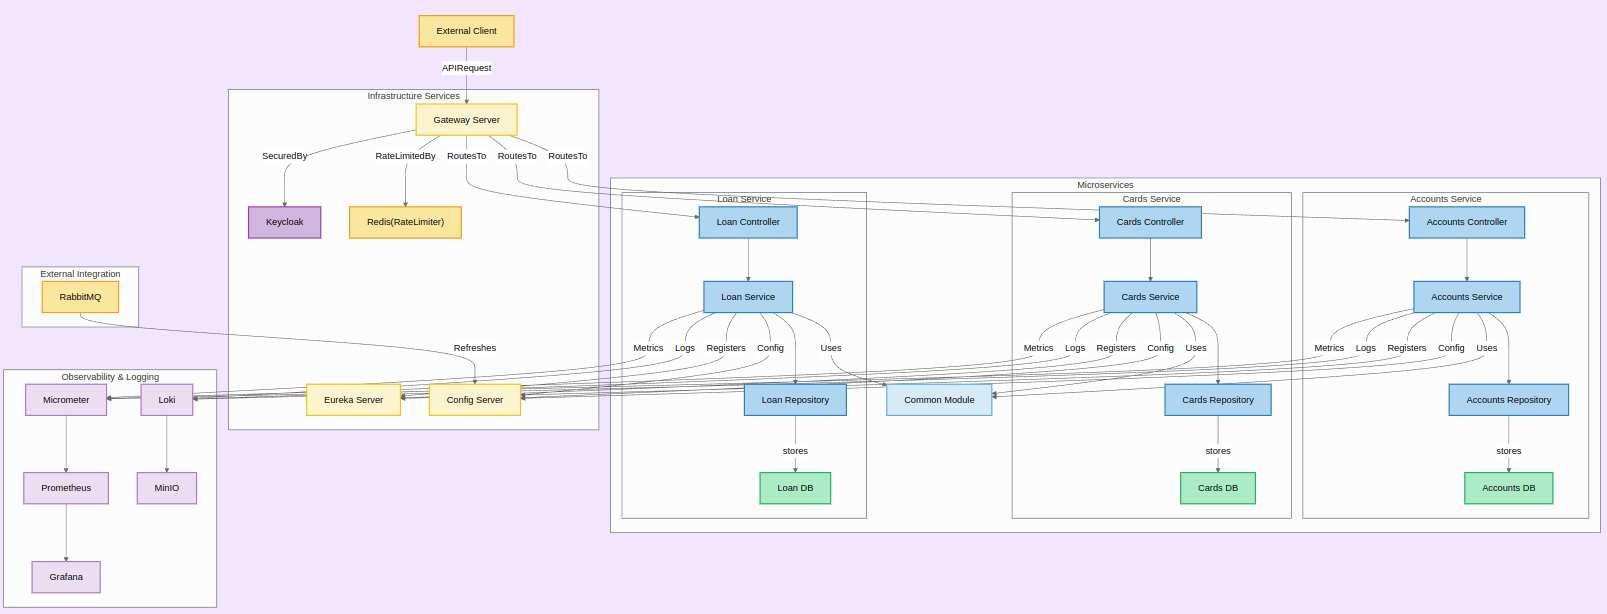 External Client
APIRequest
Infrastructure Services
Gateway Server
SecuredBy
RateLimitedBy
RoutesTo
RoutesTo
RoutesTo
Keycloak
Redis(RateLimiter)
Microservices
Loan Service
Cards Service
Accounts Service
Loan Controller
Cards Controller
Accounts Controller
External Integration
RabbitMQ
Loan Service
Cards Service
Accounts Service
Refreshes
Metrics
Logs
Registers
Config
Uses
Metrics
Logs
Registers
Config
Uses
Metrics
Logs
Registers
Config
Uses
Observability & Logging
Micrometer
Loki
Eureka Server
Config Server
Loan Repository
Common Module
Cards Repository
Accounts Repository
stores
stores
stores
Prometheus
MinIO
Loan DB
Cards DB
Accounts DB
Grafana